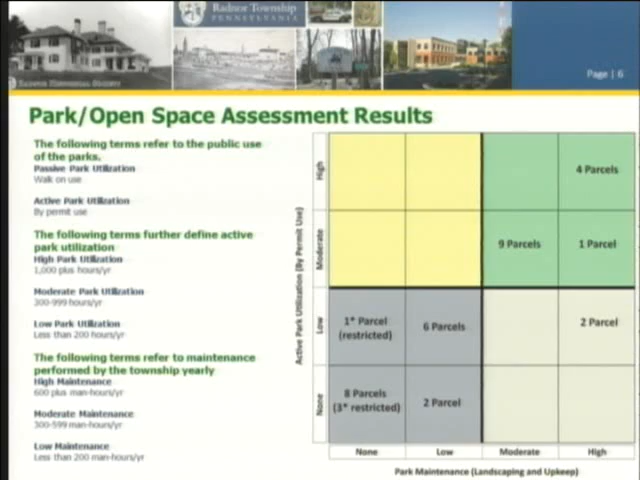 Radnor Township
PENNSYLVANIA
Radnor Historical Society
Page | 6
Park/Open Space Assessment Results
The following terms refer to the public use
of the parks.
Passive Park Utilization
Walk on use
Active Park Utilization
By permit use
The following terms further define active
park utilization
High Park Utilization
1,000 plus hours/yr
Moderate Park Utilization
300-999 hours/yr
Low Park Utilization
Less than 200 hours/yr
The following terms refer to maintenance
performed by the township yearly
High Maintenance
600 plus man-hours/yr
Moderate Maintenance
300-599 man-hours/yr
Low Maintenance
Less than 200 man-hours/yr
Active Park Utilization (By Permit Use)
High
4 Parcels
Moderate
9 Parcels
1 Parcel
Low
1* Parcel
(restricted)
6 Parcels
2 Parcel
None
8 Parcels
(3* restricted)
2 Parcel
None
Low
Moderate
High
Park Maintenance (Landscaping and Upkeep)